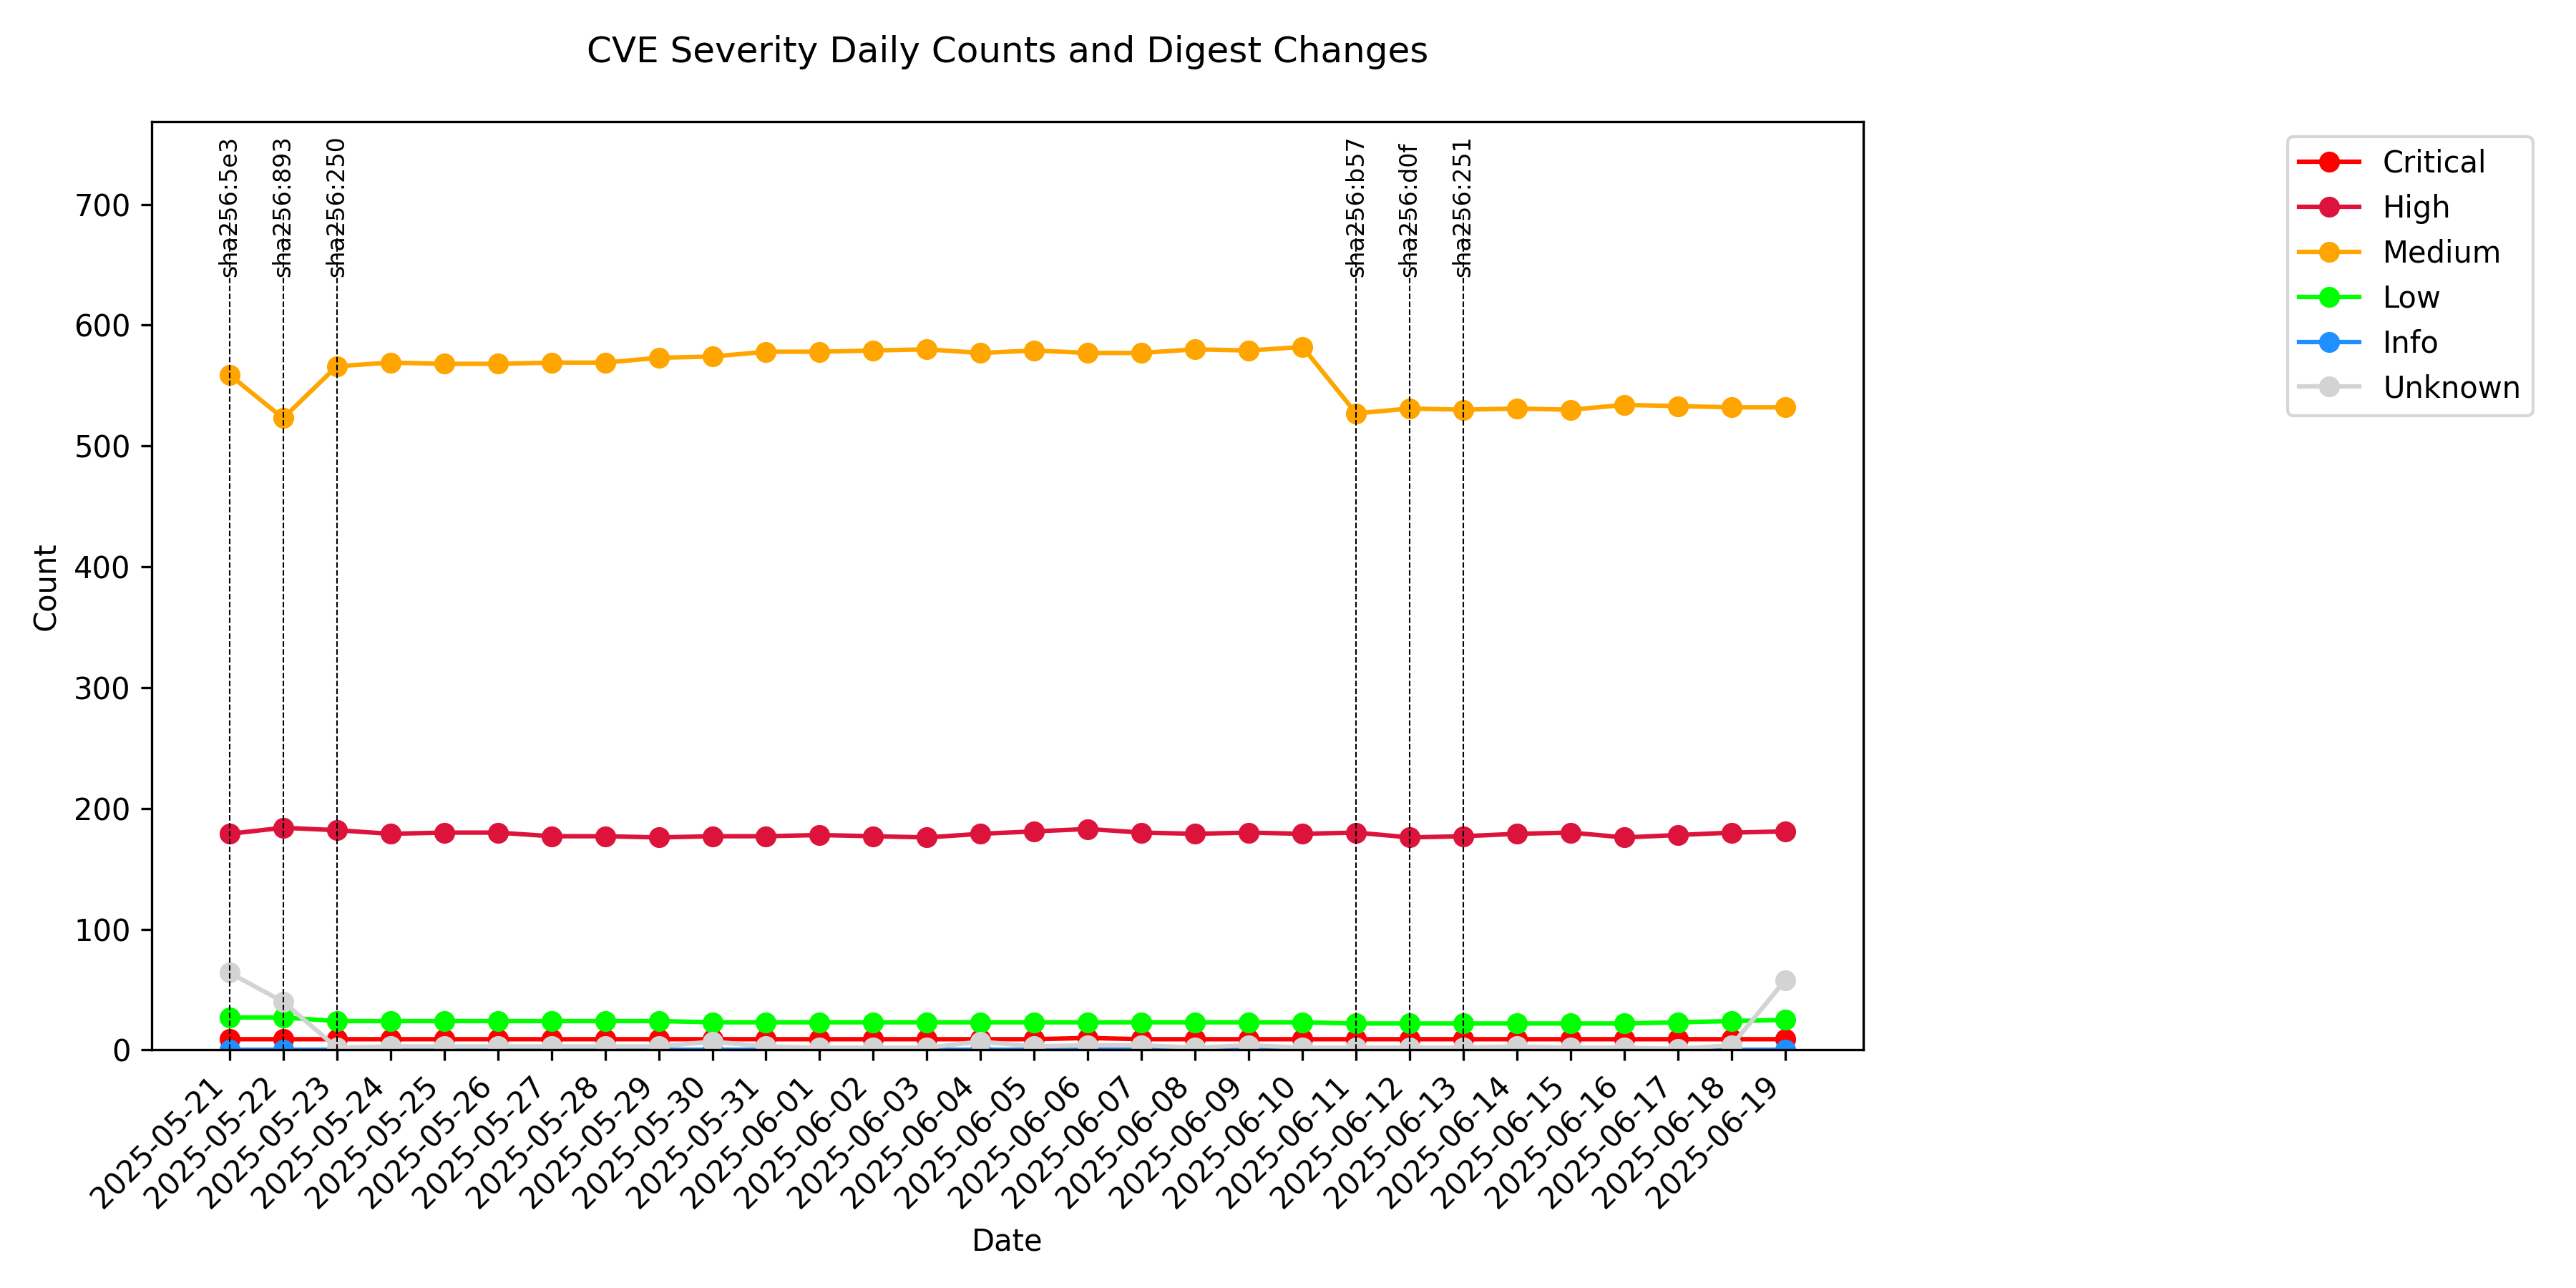 CVE Severity Daily Counts and Digest Changes
sha256:5e3
sha256:893
sha256:250
sha256:b57
sha256:d0f
sha256:251
Critical
High
Medium
Low
Info
Unknown
Count
700
600
500
400
300
200
100
0
2025-05-21
2025-05-22
2025-05-23
2025-05-24
2025-05-25
2025-05-26
2025-05-27
2025-05-28
2025-05-29
2025-05-30
2025-05-31
2025-06-01
2025-06-02
2025-06-03
2025-06-04
2025-06-05
2025-06-06
2025-06-07
2025-06-08
2025-06-09
2025-06-10
2025-06-11
2025-06-12
2025-06-13
2025-06-14
2025-06-15
2025-06-16
2025-06-17
2025-06-18
2025-06-19
Date